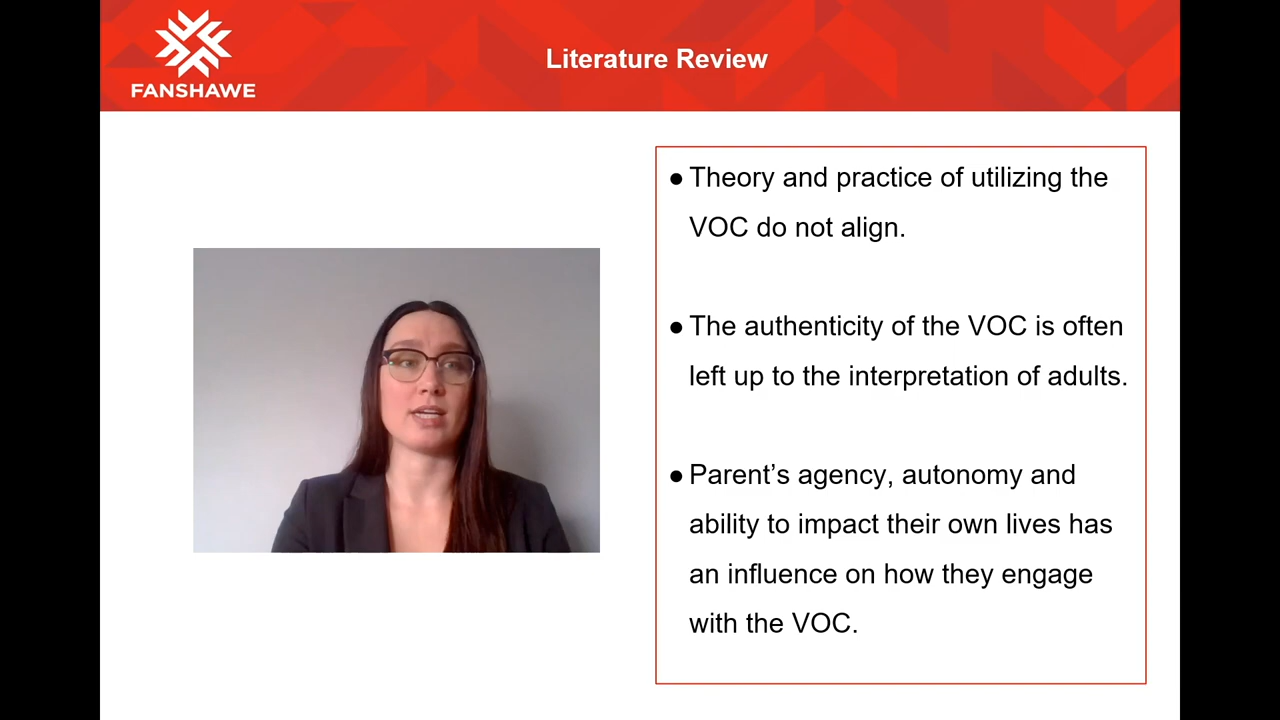 FANSHAWE
Literature Review
● Theory and practice of utilizing the
VOC do not align.
● The authenticity of the VOC is often
left up to the interpretation of adults.
● Parent’s agency, autonomy and
ability to impact their own lives has
an influence on how they engage
with the VOC.